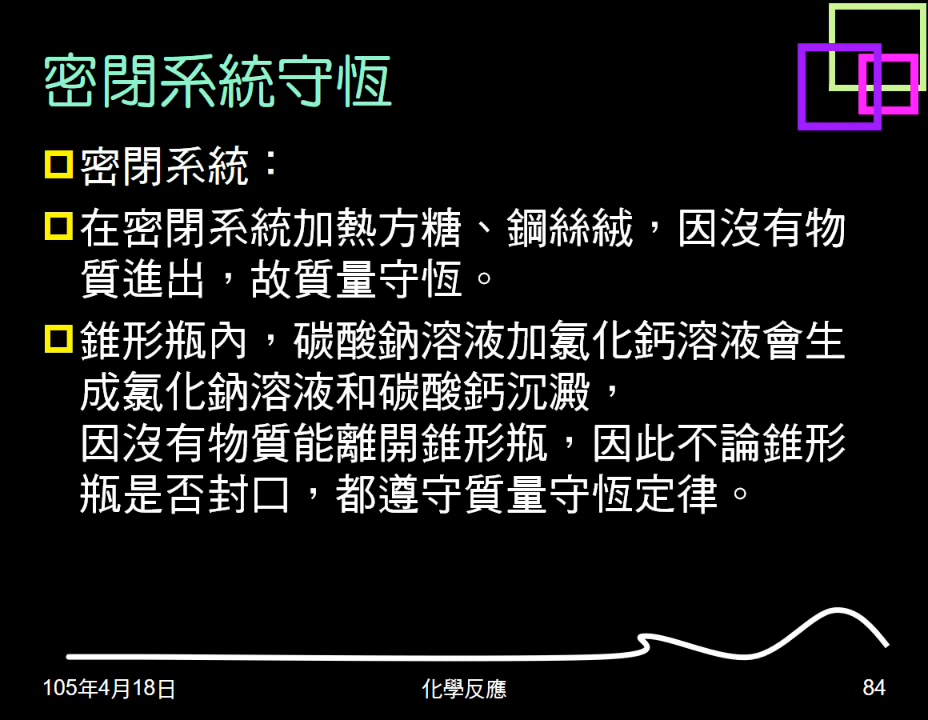 密閉系統守恆
密閉系統：
在密閉系統加熱方糖、鋼絲絨，因沒有物
質進出，故質量守恆。
錐形瓶內，碳酸鈉溶液加氯化鈣溶液會生
成氯化鈉溶液和碳酸鈣沉澱，
因沒有物質能離開錐形瓶，因此不論錐形
瓶是否封口，都遵守質量守恆定律。
105年4月18日
化學反應
84